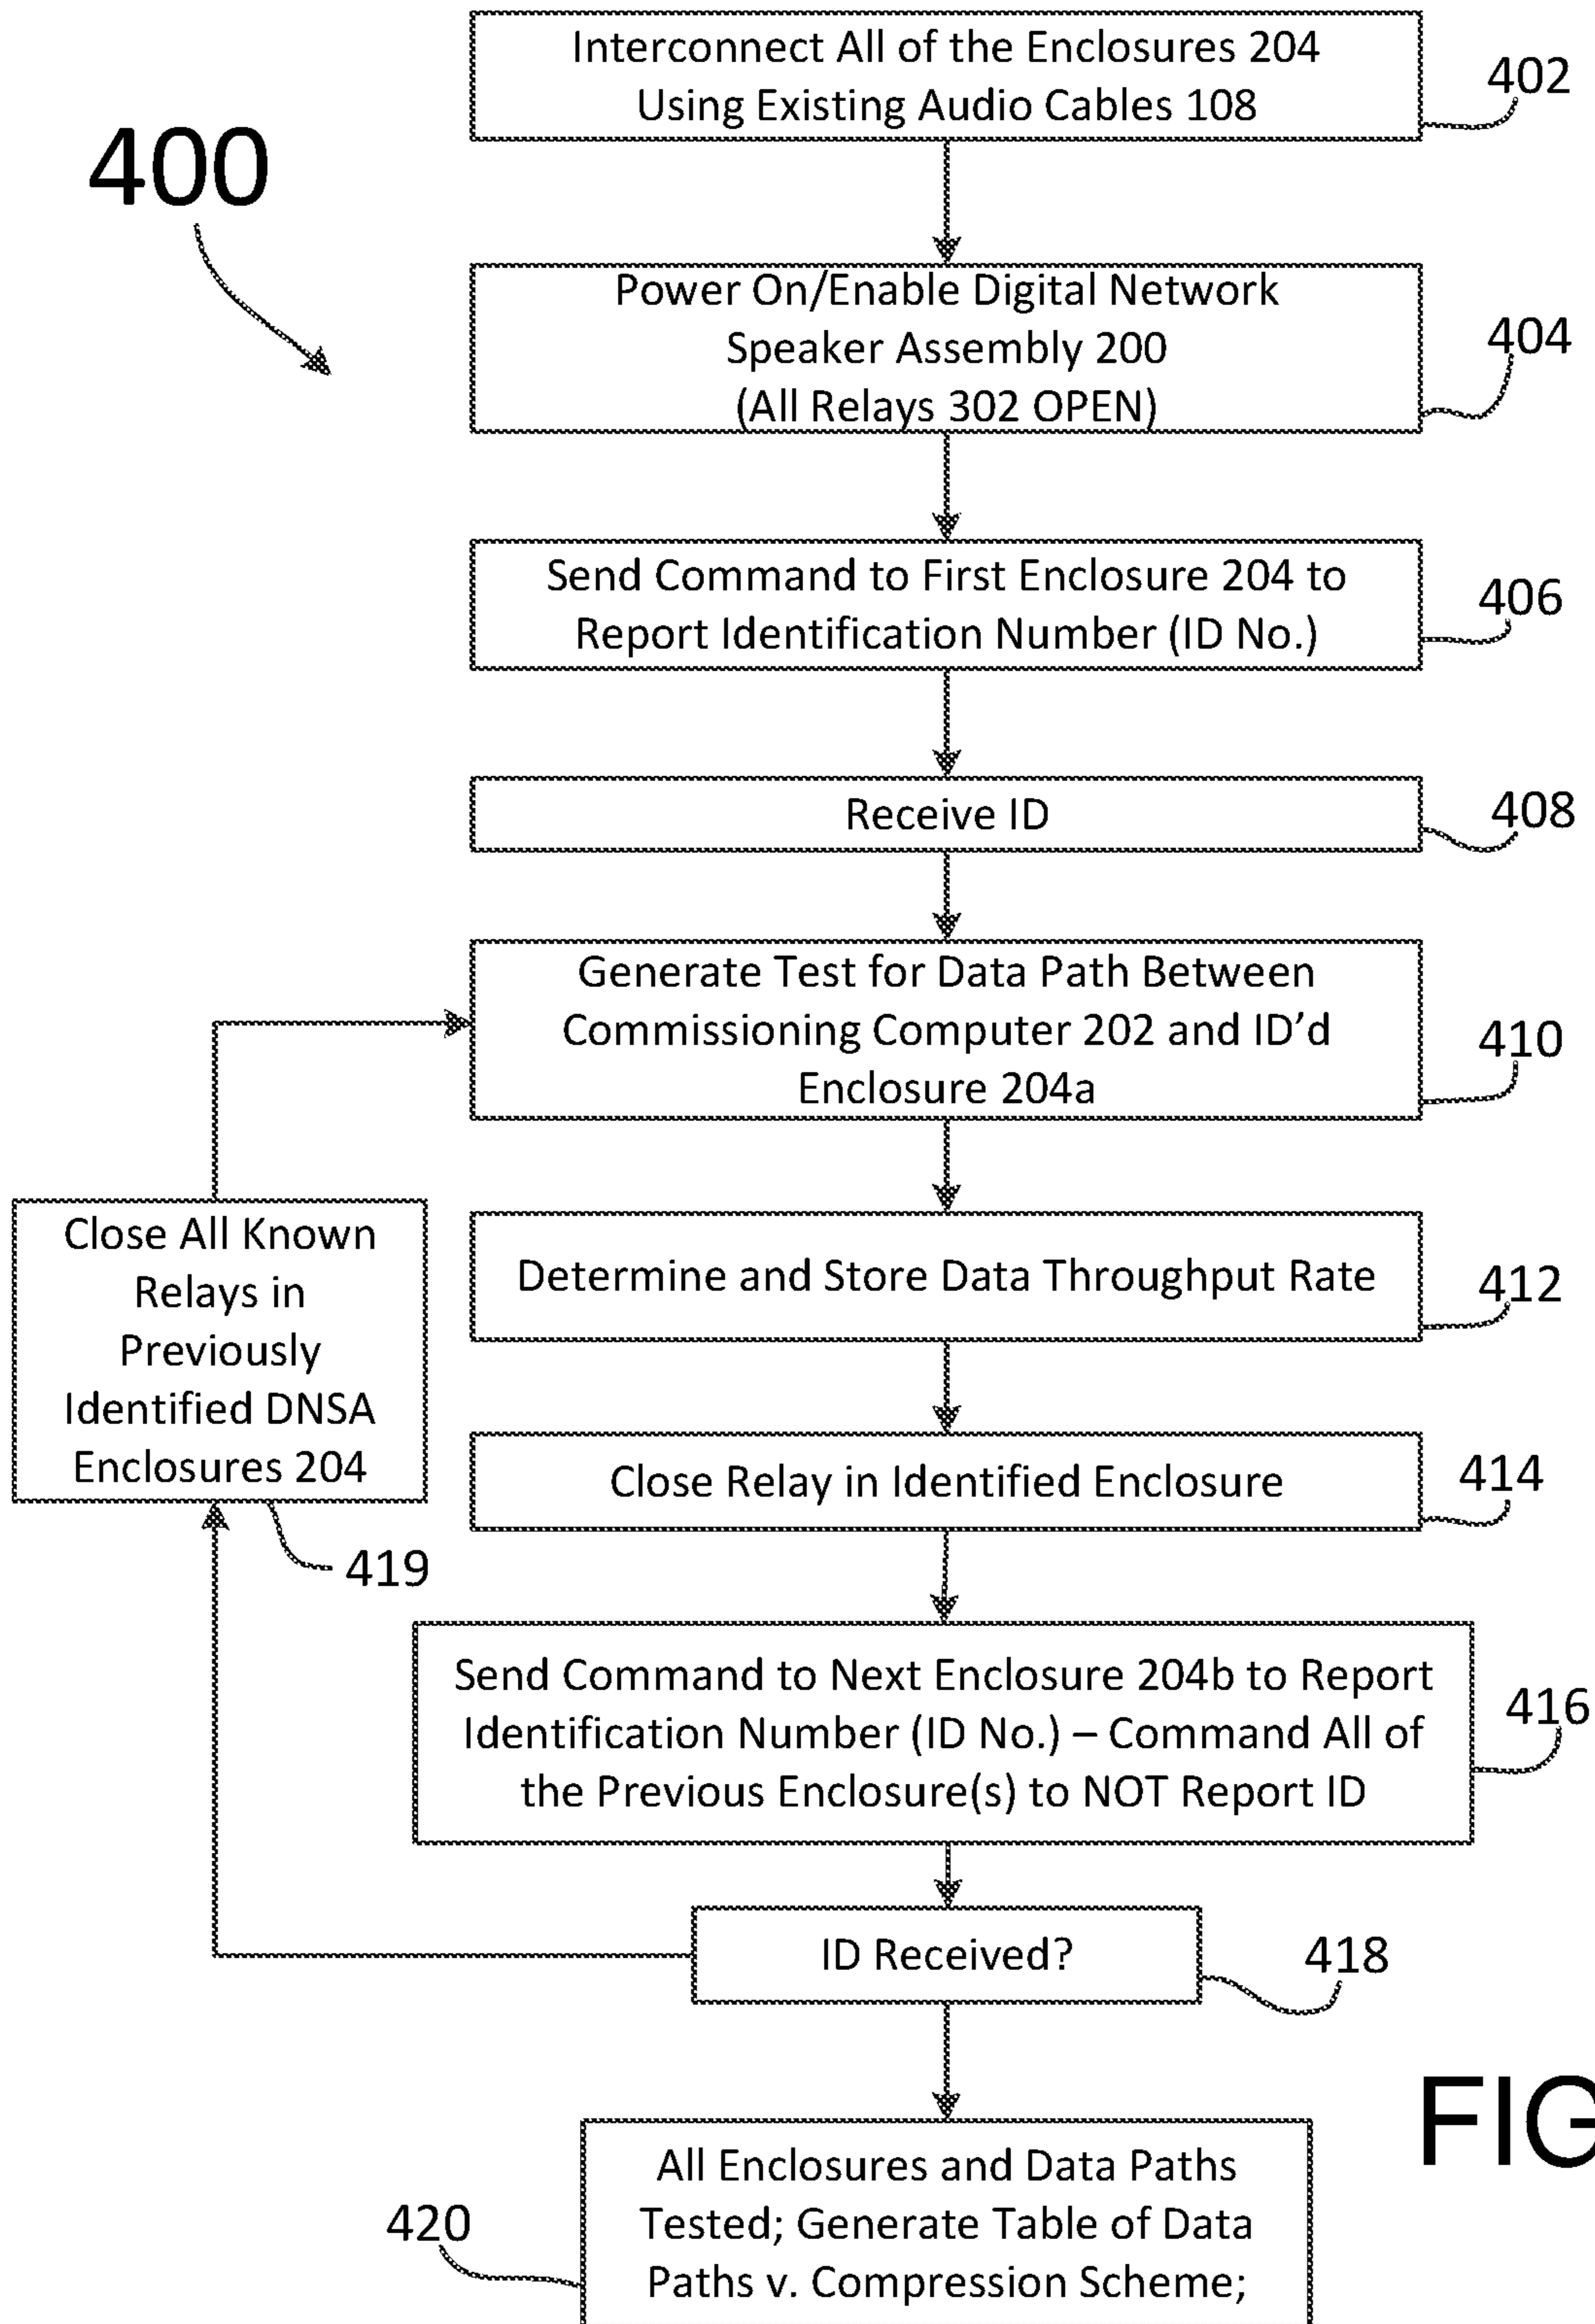 Interconnect All of the Enclosures 204
Using Existing Audio Cables 108
402
400
Power On/Enable Digital Network
Speaker Assembly 200
(All Relays 302 OPEN)
404
Send Command to First Enclosure 204 to
Report Identification Number (ID No.)
406
Receive ID
408
Generate Test for Data Path Between
Commissioning Computer 202 and ID'd
Enclosure 204a
410
Close All Known
Relays in
Previously
Identified DNSA
Enclosures 204
419
Determine and Store Data Throughput Rate
412
Close Relay in Identified Enclosure
414
Send Command to Next Enclosure 204b to Report
Identification Number (ID No.) – Command All of
the Previous Enclosure(s) to NOT Report ID
416
ID Received?
418
All Enclosures and Data Paths
Tested; Generate Table of Data
Paths v. Compression Scheme;
420
FIG